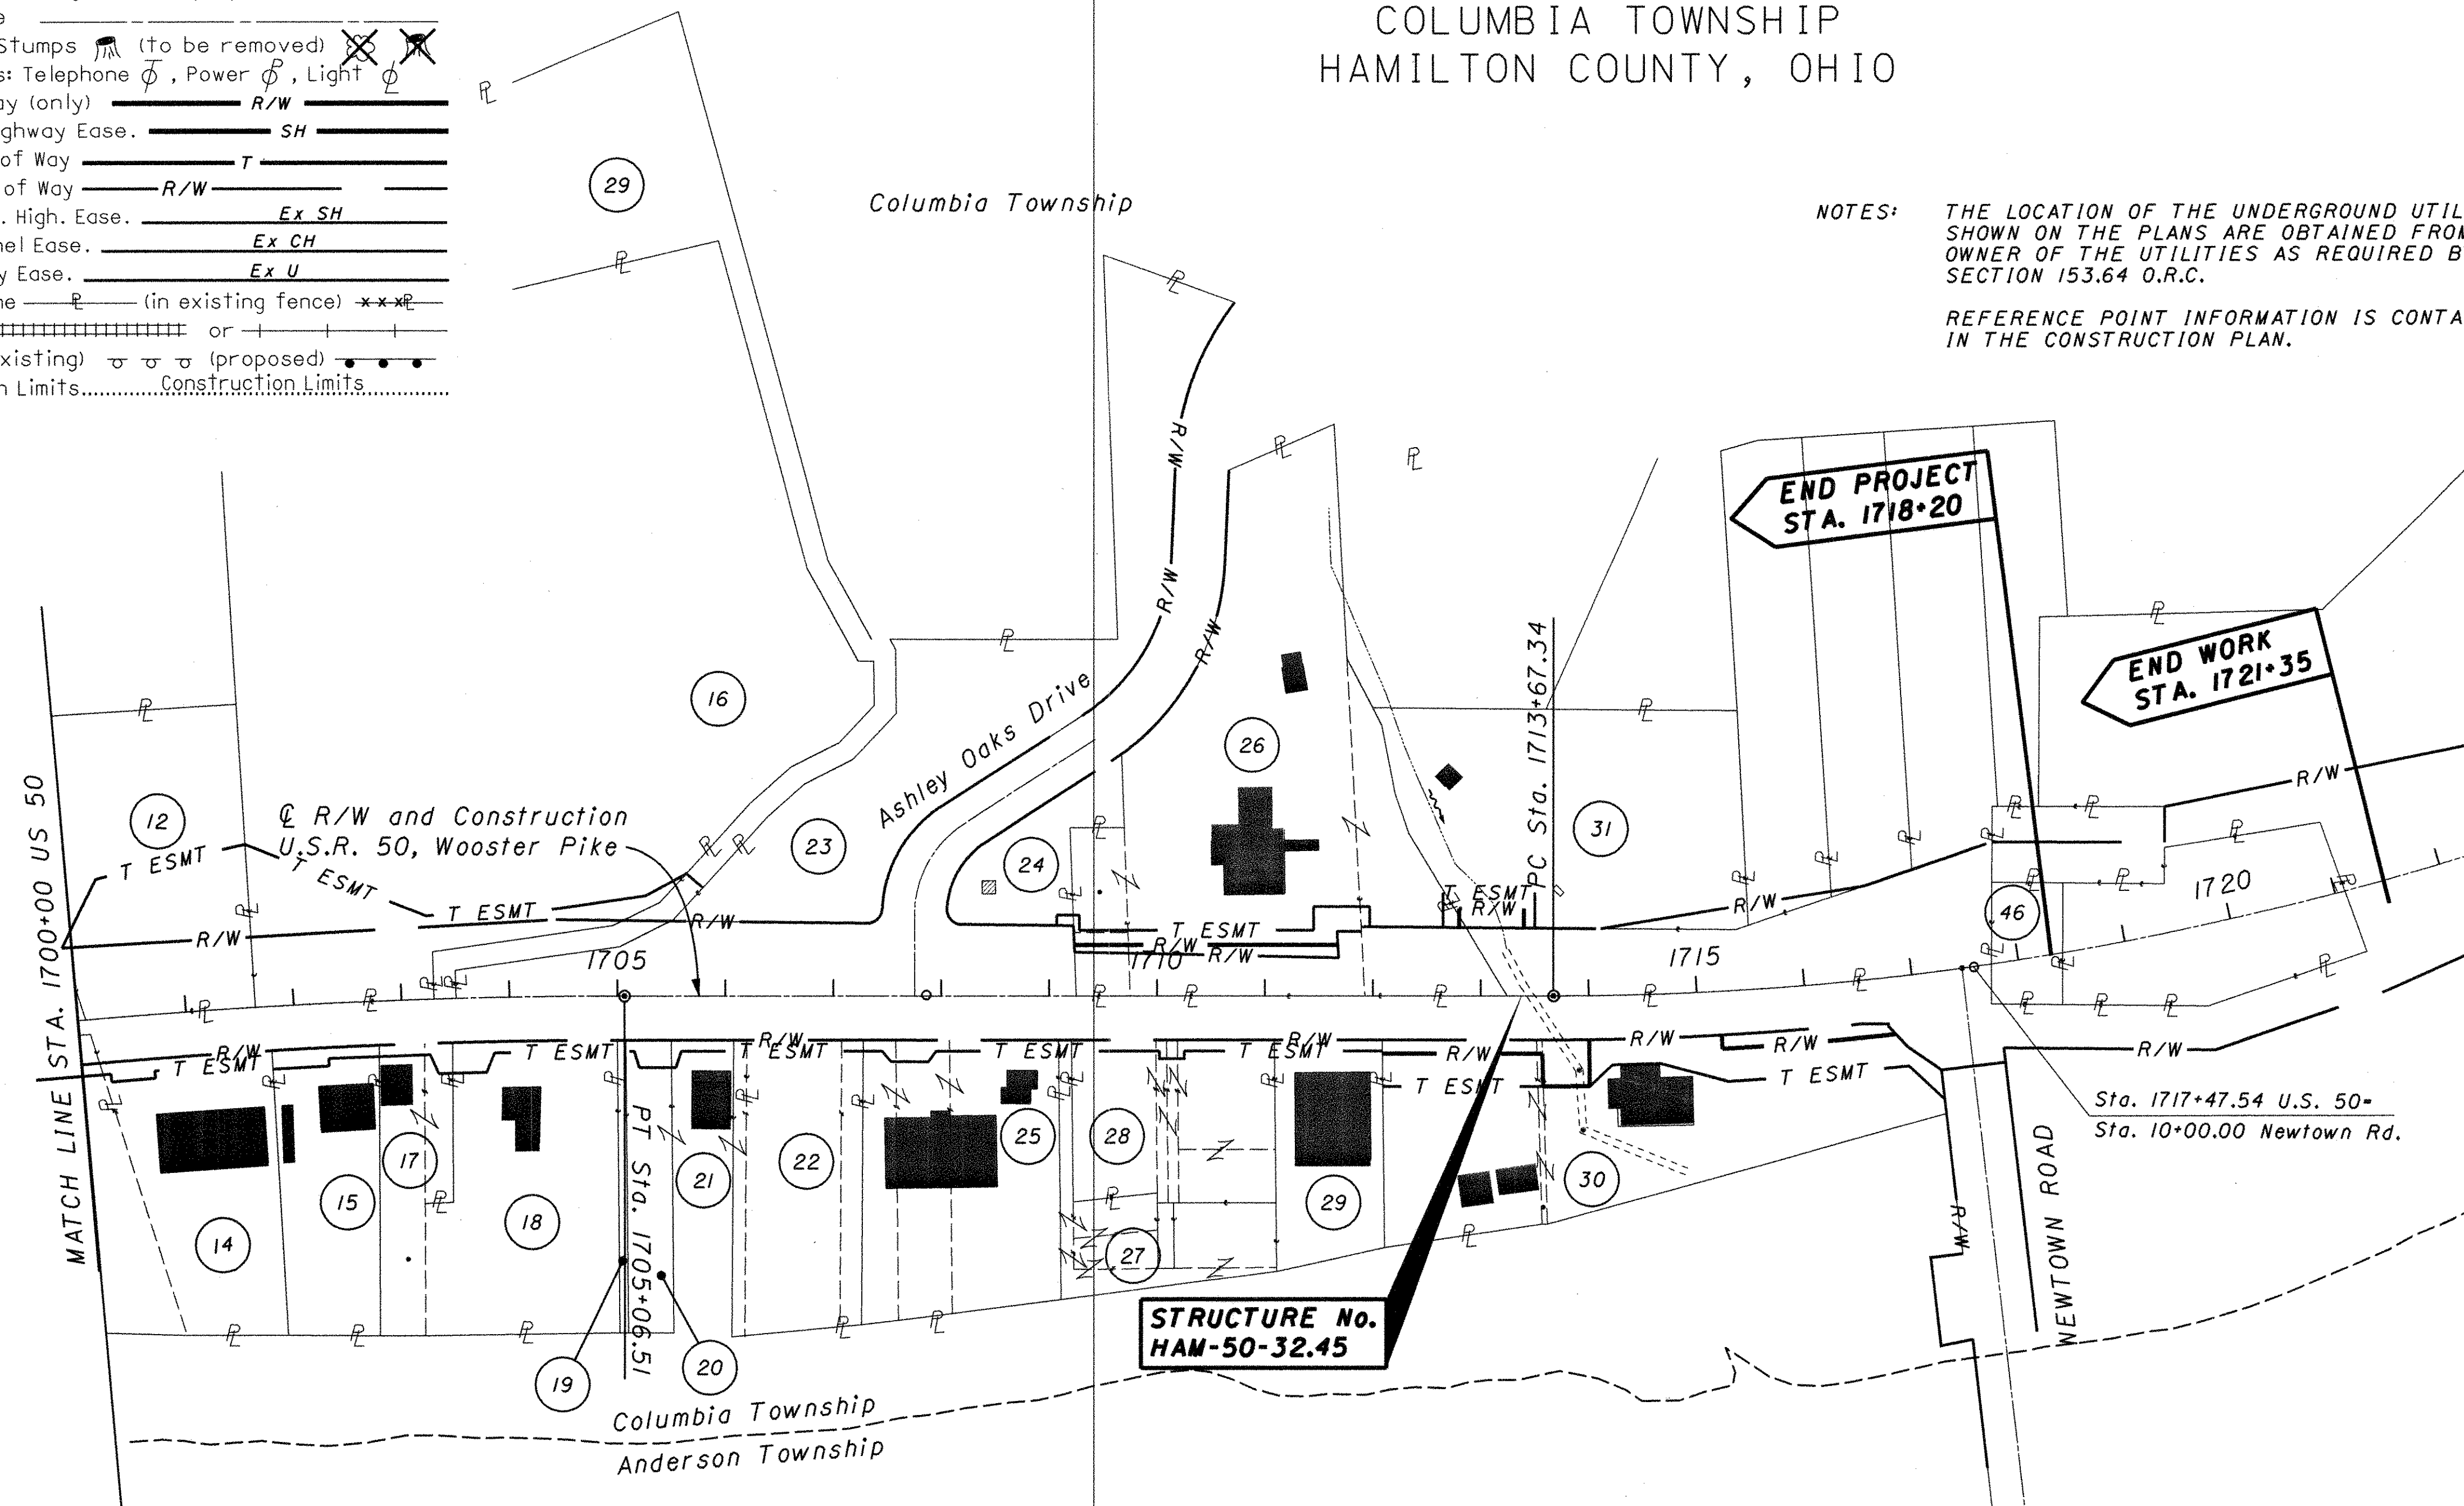 COLUMBIA TOWNSHIP
HAMILTON COUNTY, OHIO
Stumps (to be removed)
: Telephone , Power , Light
(only) R/W
Ease. SH
of Way T
of Way R/W
. High. Ease. Ex SH
Ease. Ex CH
Ease. Ex U
PL (in existing fence) x x x PL
or
(proposed)
Limits Construction Limits
Columbia Township
NOTES: THE LOCATION OF THE UNDERGROUND
SHOWN ON THE PLANS ARE OBTAINED
OWNER OF THE UTILITIES AS REQUIRED
SECTION 153.64 O.R.C.
REFERENCE POINT INFORMATION IS
IN THE CONSTRUCTION PLAN.
29
END PROJECT
STA. 1718+20
END WORK
STA. 1721+35
16
12
23
24
26
31
46
MATCH LINE STA. 1700+00 US 50
℄ R/W and Construction
U.S.R. 50, Wooster Pike
Ashley Oaks Drive
PC Sta. 1713+67.34
T ESMT
T ESMT
T ESMT
T ESMT
T ESMT
R/W
R/W
R/W
R/W
R/W
R/W
R/W
R/W
R/W
R/W
1705
1710
1715
1720
R/W
R/W
R/W
R/W
R/W
R/W
R/W
T ESMT
T ESMT
T ESMT
T ESMT
T ESMT
T ESMT
T ESMT
14
15
17
18
19
20
21
22
25
28
27
29
30
PT Sta. 1705+06.51
STRUCTURE No.
HAM-50-32.45
Sta. 1717+47.54 U.S. 50=
Sta. 10+00.00 Newtown Rd.
NEWTOWN ROAD
R/W
Columbia Township
Anderson Township